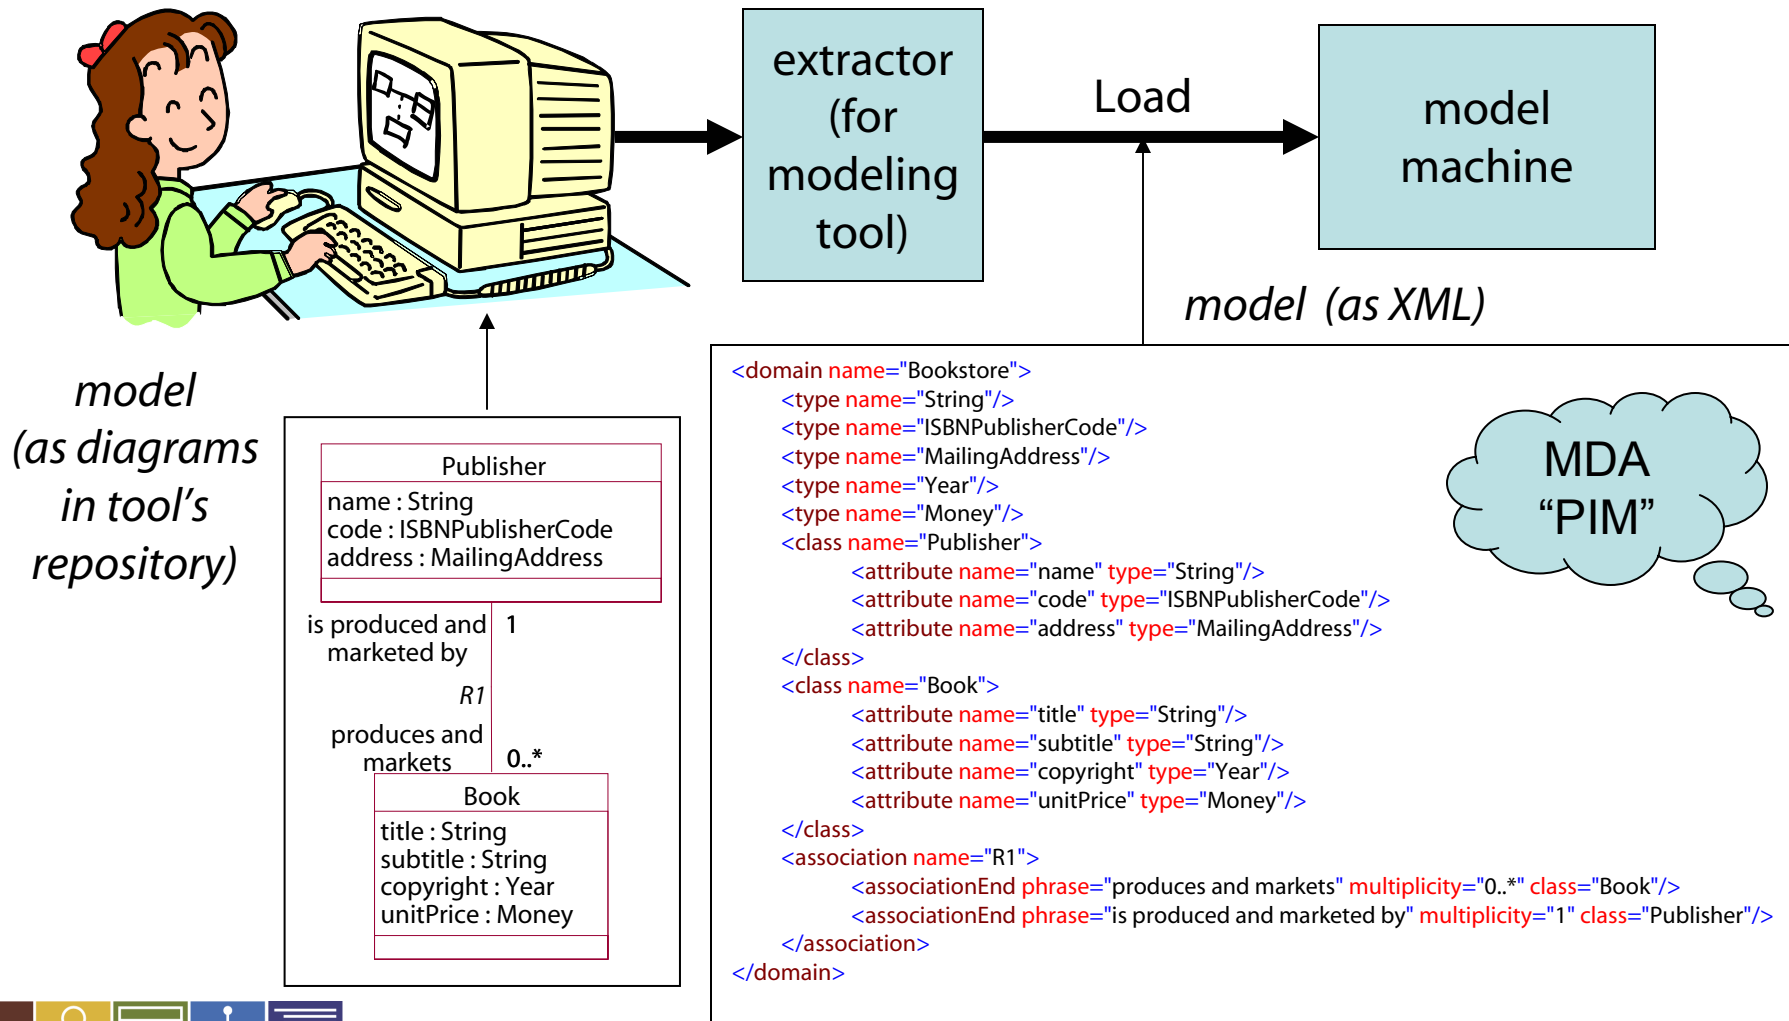 extractor
(for
modeling
tool)
Load
model
machine
model (as XML)
model
(as diagrams
in tool's
repository)
Publisher
name : String
code : ISBNPublisherCode
address : MailingAddress
is produced and
marketed by
1
R1
produces and
markets
0..*
Book
title : String
subtitle : String
copyright : Year
unitPrice : Money
<domain name="Bookstore">
<type name="String"/>
<type name="ISBNPublisherCode"/>
<type name="MailingAddress"/>
<type name="Year"/>
<type name="Money"/>
<class name="Publisher">
<attribute name="name" type="String"/>
<attribute name="code" type="ISBNPublisherCode"/>
<attribute name="address" type="MailingAddress"/>
</class>
<class name="Book">
<attribute name="title" type="String"/>
<attribute name="subtitle" type="String"/>
<attribute name="copyright" type="Year"/>
<attribute name="unitPrice" type="Money"/>
</class>
<association name="R1">
<associationEnd phrase="produces and markets" multiplicity="0..*" class="Book"/>
<associationEnd phrase="is produced and marketed by" multiplicity="1" class="Publisher"/>
</association>
</domain>
MDA
“PIM”